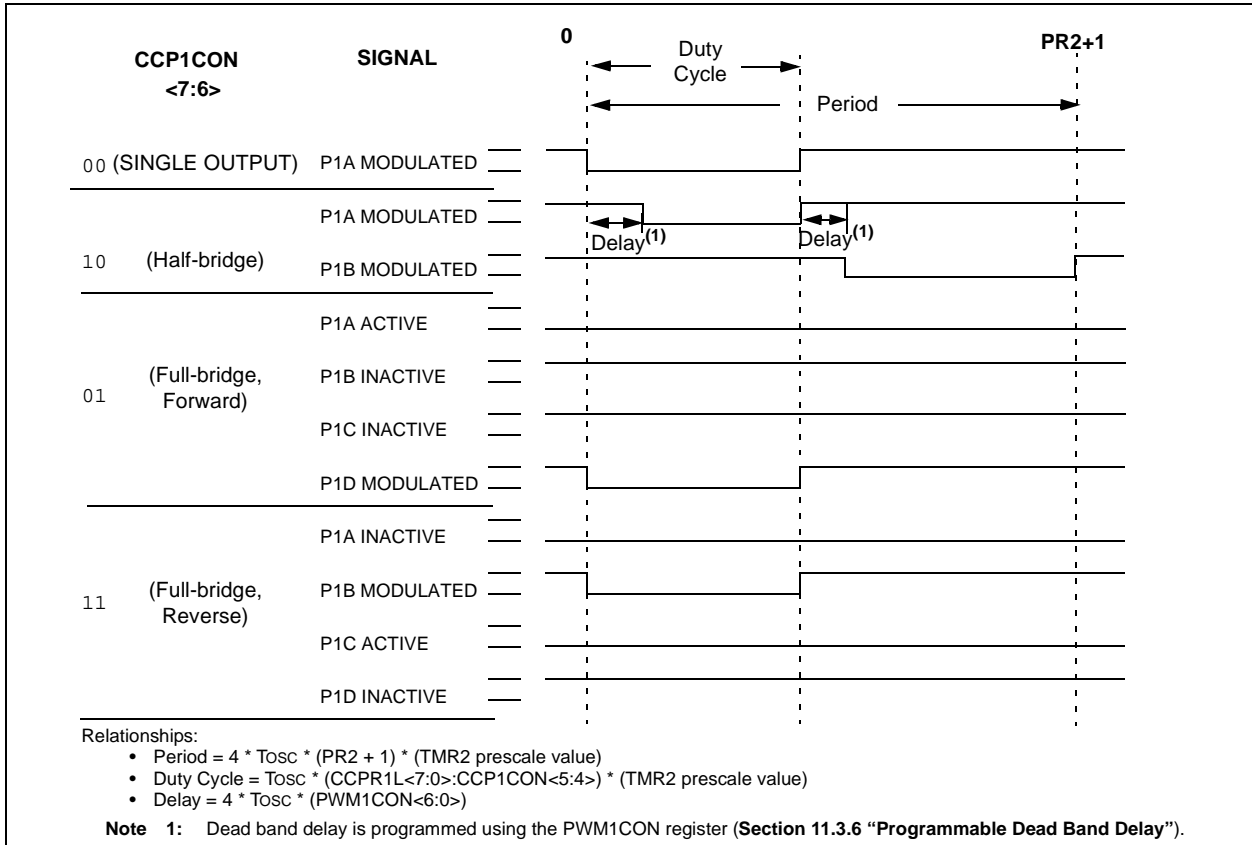 CCP1CON
<7:6>
SIGNAL
0
Duty
Cycle
PR2+1
Period
00 (SINGLE OUTPUT) P1A MODULATED
P1A MODULATED
Delay(1) Delay(1)
10 (Half-bridge)
P1B MODULATED
P1A ACTIVE
01 (Full-bridge,
Forward)
P1B INACTIVE
P1C INACTIVE
P1D MODULATED
P1A INACTIVE
11 (Full-bridge,
Reverse)
P1B MODULATED
P1C ACTIVE
P1D INACTIVE
Relationships:
• Period = 4 * Tosc * (PR2 + 1) * (TMR2 prescale value)
• Duty Cycle = Tosc * (CCPR1L<7:0>:CCP1CON<5:4>) * (TMR2 prescale value)
• Delay = 4 * Tosc * (PWM1CON<6:0>)
Note 1: Dead band delay is programmed using the PWM1CON register (Section 11.3.6 “Programmable Dead Band Delay”).